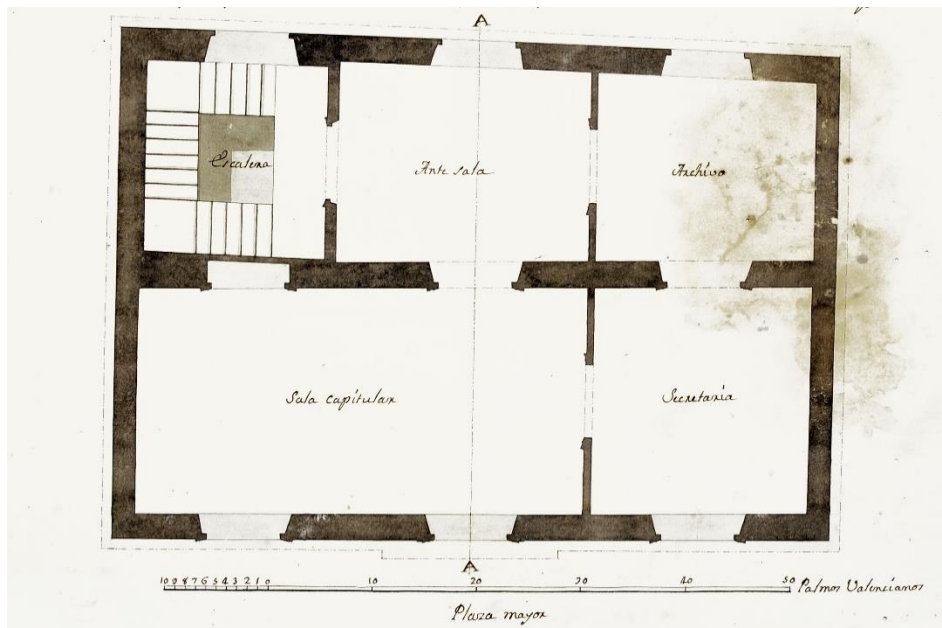 A
Escalera
Ante sala
Archivo
Sala capitular
Secretaria
A
10 9 8 7 6 5 4 3 2 1 0 10 20 30 40 50 Palmos Valencianos
Plaza mayor